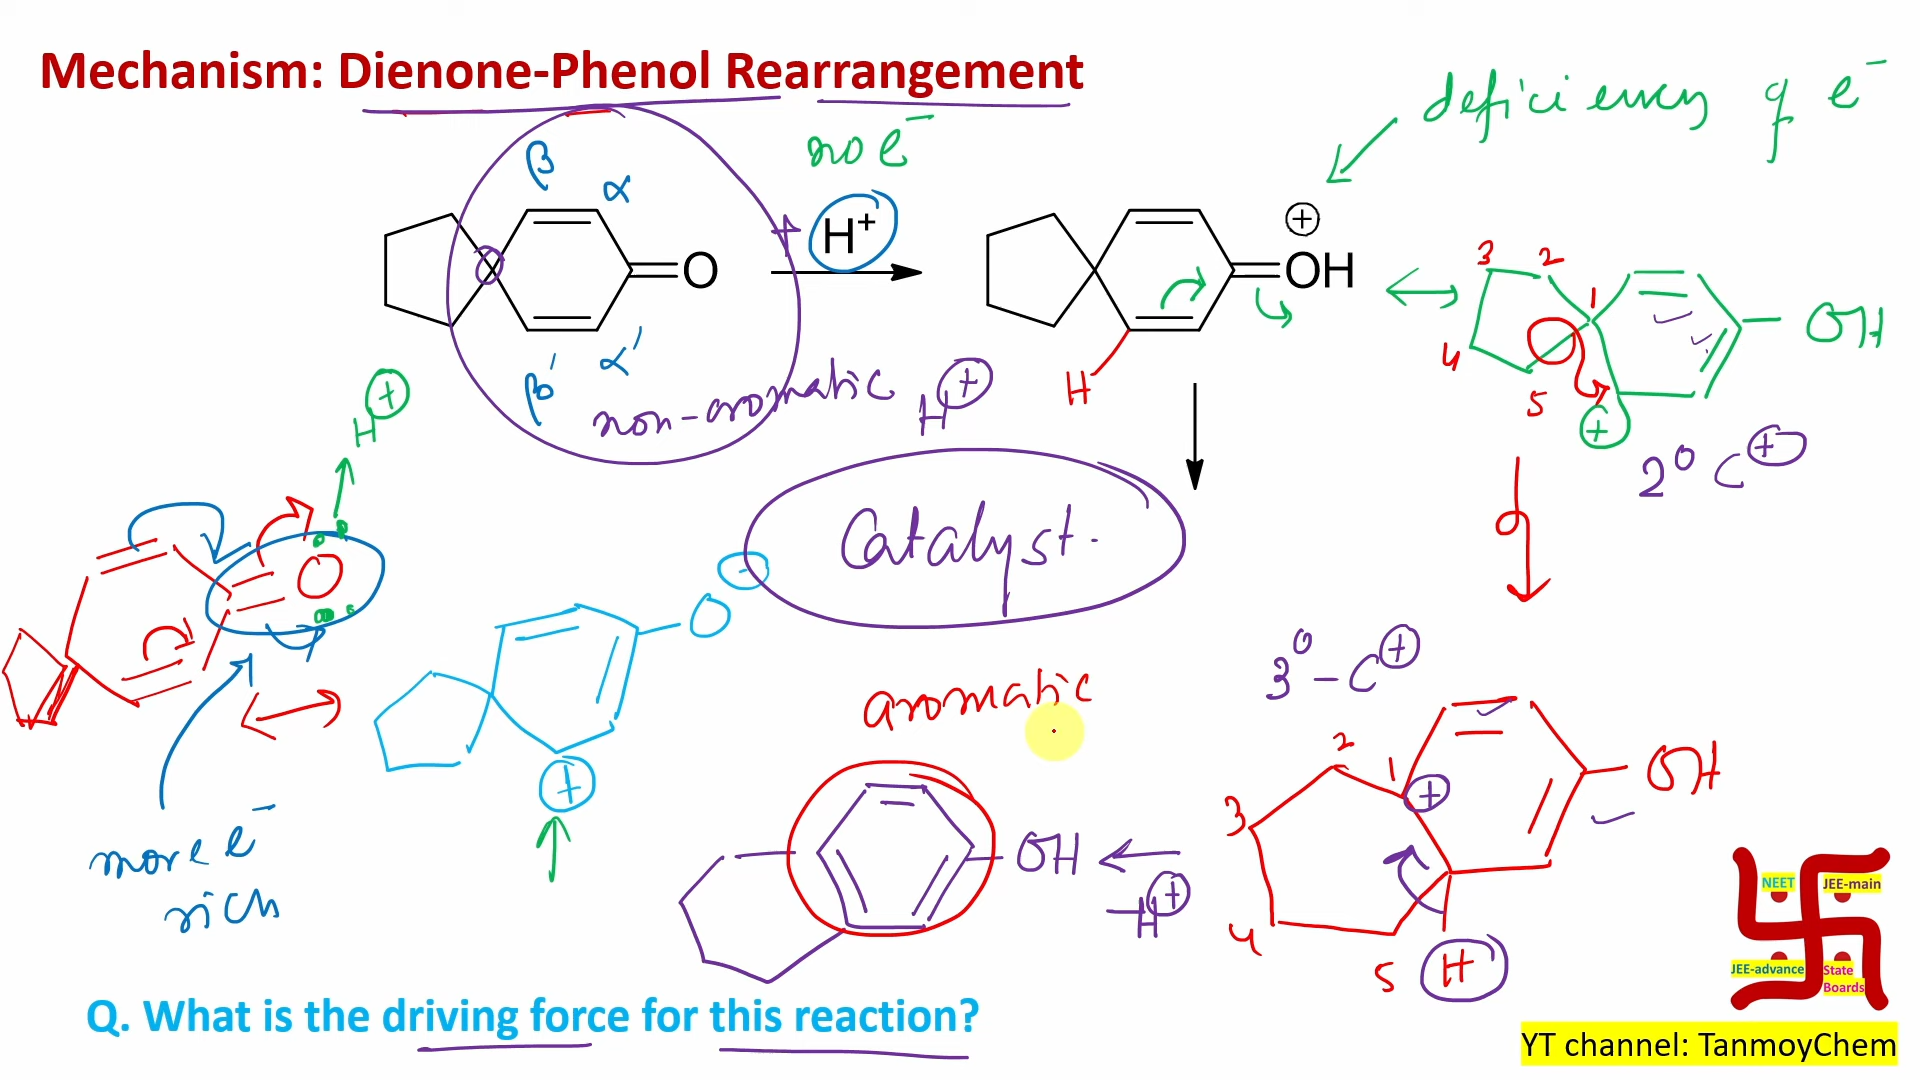 Mechanism: Dienone-Phenol Rearrangement
deficiency of e⁻
no e⁻
β
α
+ H⁺
⊕
O
OH
β'
α'
non-aromatic
H⊕
H
3 2 1
4 5
OH
⊕
2° C⊕
H⊕
O
Catalyst.
O⁻
⊕
3° - C⊕
aromatic
more e⁻
rich
OH
-H⊕
2 1 ⊕
3
4
5 H
OH
NEET JEE-main
JEE-advance State
Boards
Q. What is the driving force for this reaction?
YT channel: TanmoyChem